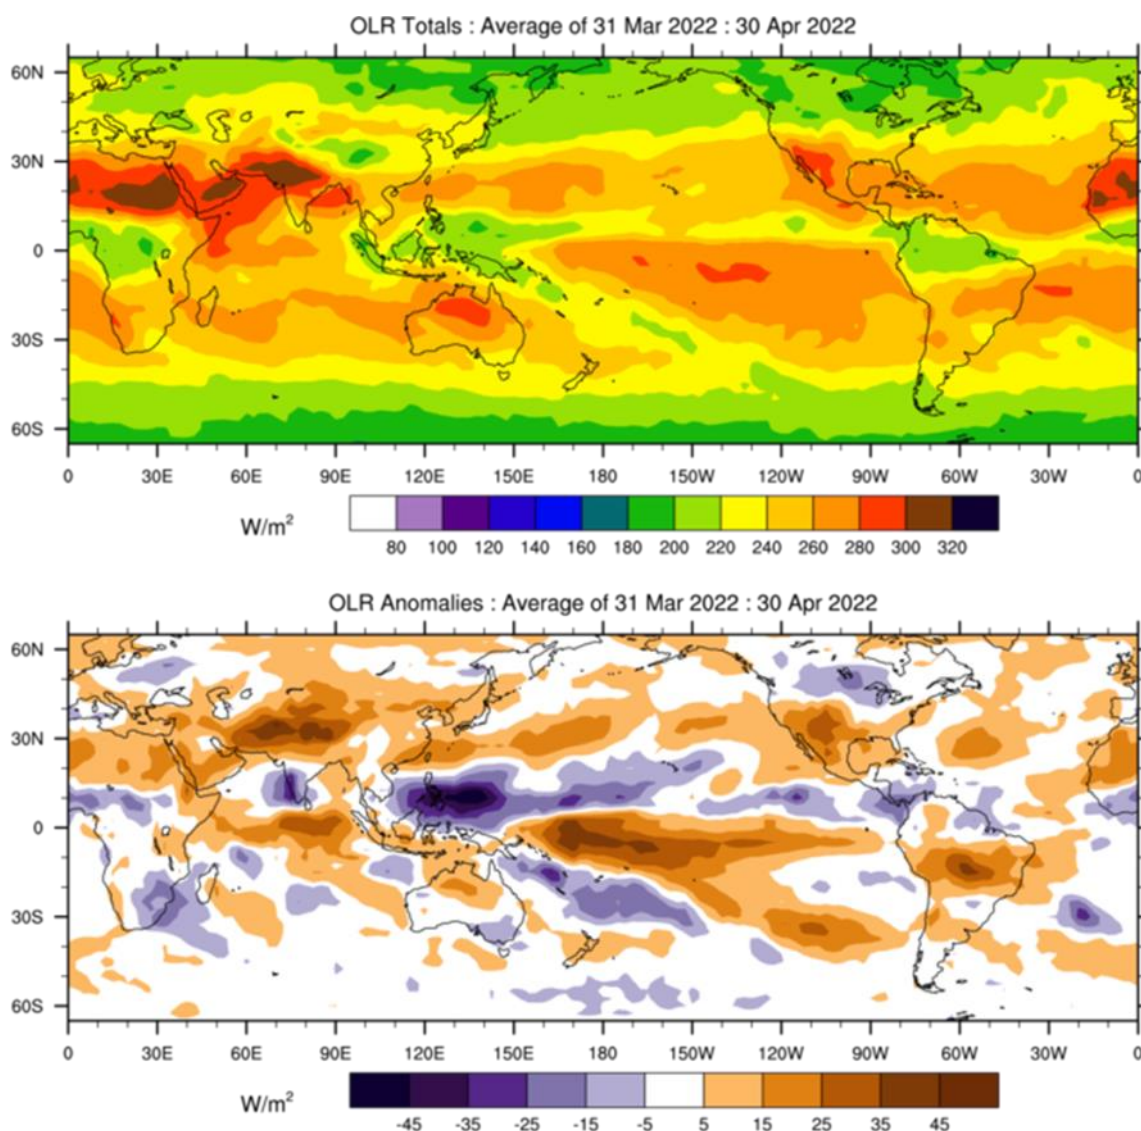 OLR Totals : Average of 31 Mar 2022 : 30 Apr 2022
60N
30N
0
30S
60S
0 30E 60E 90E 120E 150E 180 150W 120W 90W 60W 30W 0
W/m²
80 100 120 140 160 180 200 220 240 260 280 300 320
OLR Anomalies : Average of 31 Mar 2022 : 30 Apr 2022
60N
30N
0
30S
60S
0 30E 60E 90E 120E 150E 180 150W 120W 90W 60W 30W 0
W/m²
-45 -35 -25 -15 -5 5 15 25 35 45